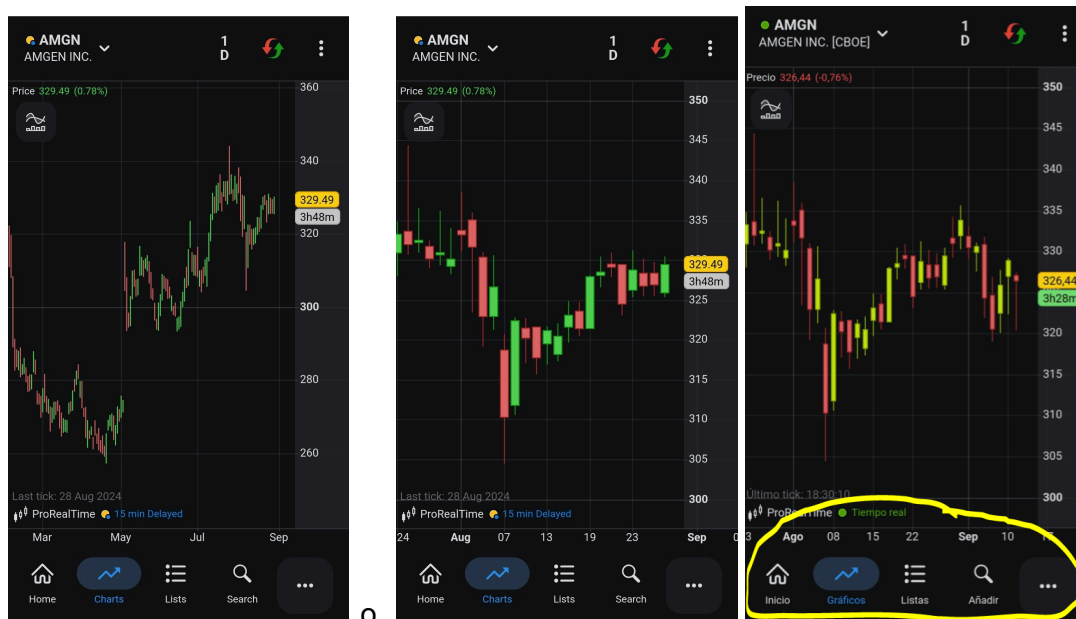 AMGN
AMGEN INC.
1
D
Price 329.49 (0.78%)
360
340
329.49
3h48m
320
300
280
260
Last tick: 28 Aug 2024
ProRealTime 15 min Delayed
Mar May Jul Sep
Home Charts Lists Search
o
AMGN
AMGEN INC.
1
D
Price 329.49 (0.78%)
350
345
340
335
329.49
3h48m
325
320
315
310
305
Last tick: 28 Aug 2024
300
ProRealTime 15 min Delayed
24 Aug 07 13 19 23 Sep
Home Charts Lists Search
AMGN
AMGEN INC. [CBOE]
1
D
Precio 326,44 (-0,76%)
350
345
340
335
330
326,44
3h28m
320
315
310
305
Último tick: 18:30:10
300
ProRealTime Tiempo real
3 Ago 08 15 22 Sep 10
Inicio Gráficos Listas Añadir